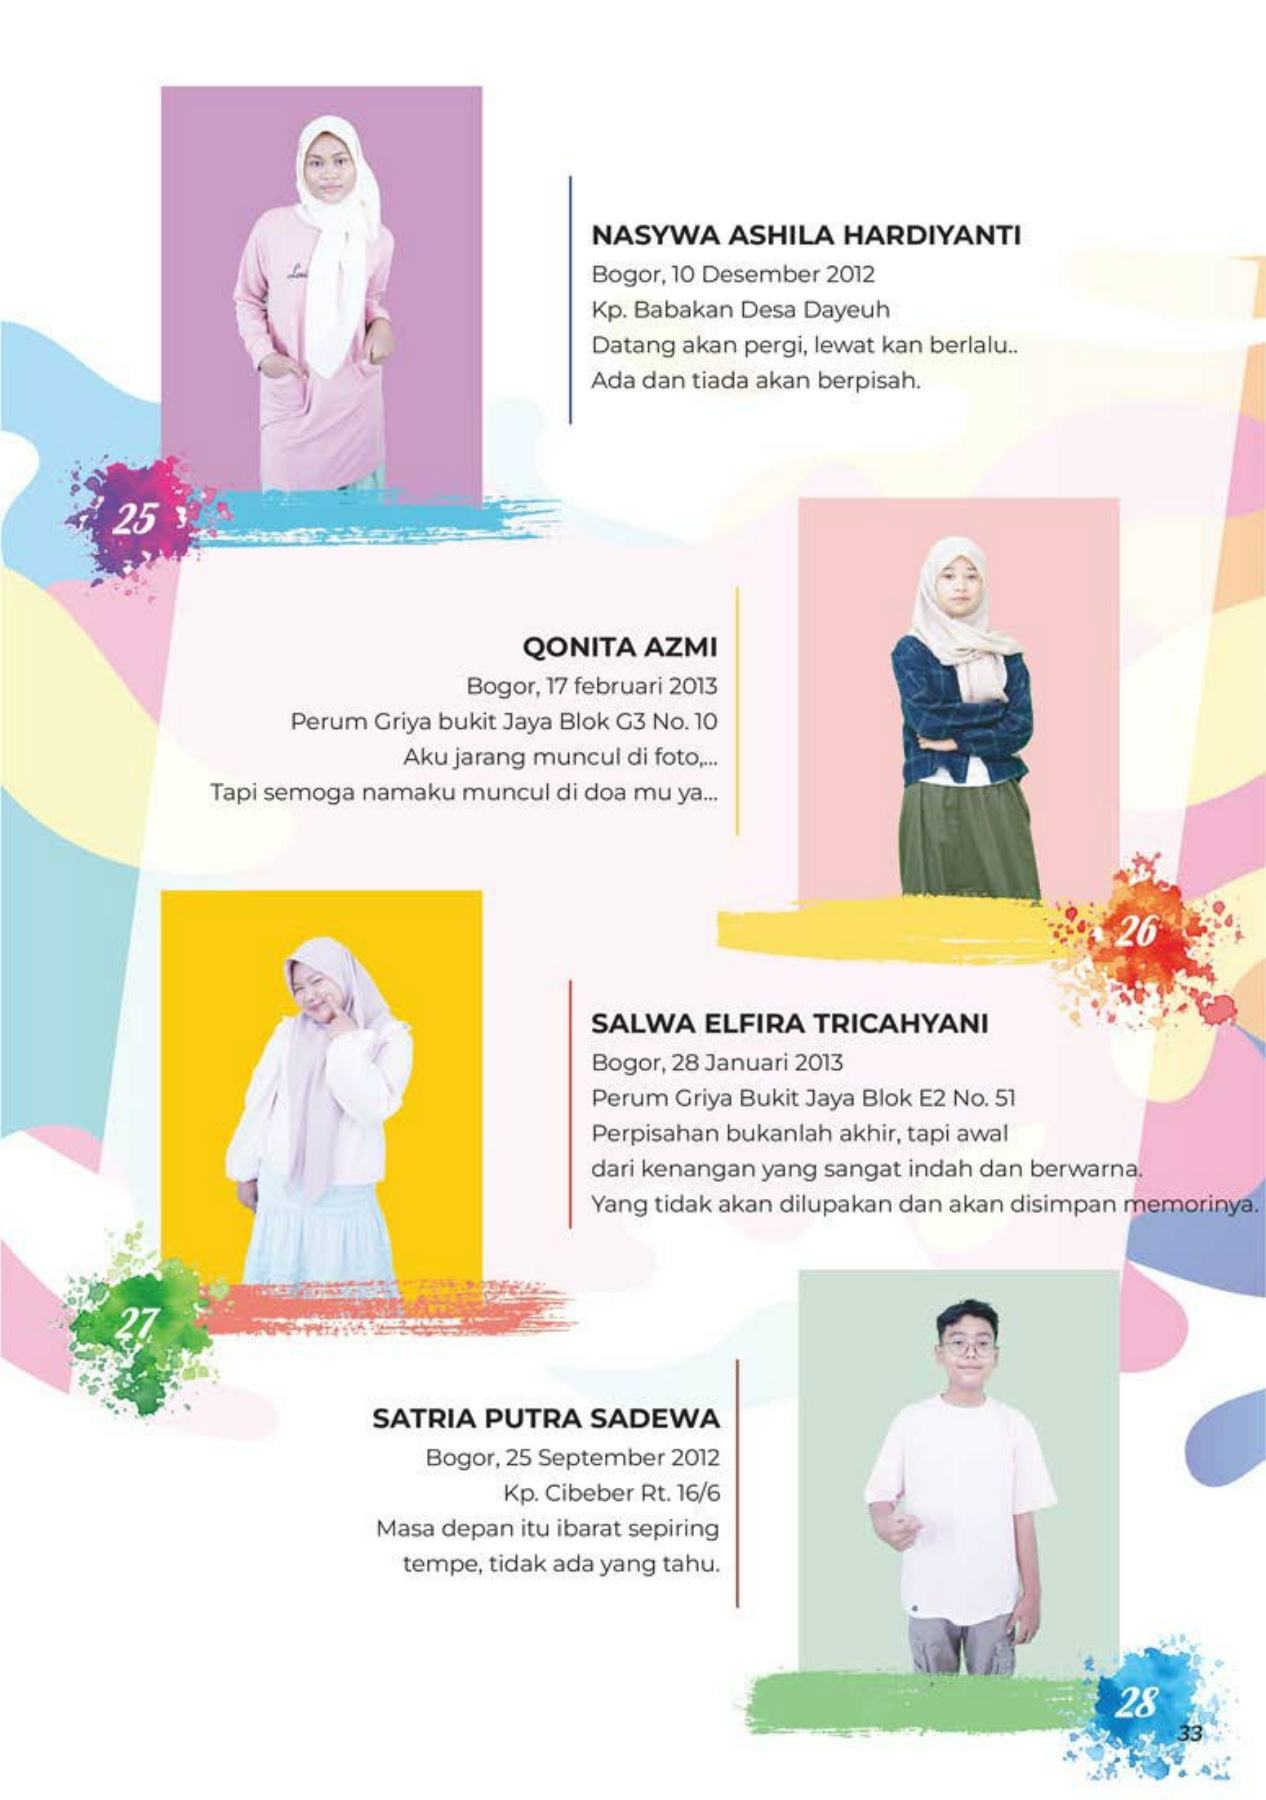 NASYWA ASHILA HARDIYANTI
Bogor, 10 Desember 2012
Kp. Babakan Desa Dayeuh
Datang akan pergi, lewat kan berlalu..
Ada dan tiada akan berpisah.
25
QONITA AZMI
Bogor, 17 februari 2013
Perum Griya bukit Jaya Blok G3 No. 10
Aku jarang muncul di foto,...
Tapi semoga namaku muncul di doa mu ya...
26
SALWA ELFIRA TRICAHYANI
Bogor, 28 Januari 2013
Perum Griya Bukit Jaya Blok E2 No. 51
Perpisahan bukanlah akhir, tapi awal
dari kenangan yang sangat indah dan berwarna.
Yang tidak akan dilupakan dan akan disimpan memorinya.
27
SATRIA PUTRA SADEWA
Bogor, 25 September 2012
Kp. Cibeber Rt. 16/6
Masa depan itu ibarat sepiring
tempe, tidak ada yang tahu.
28
33